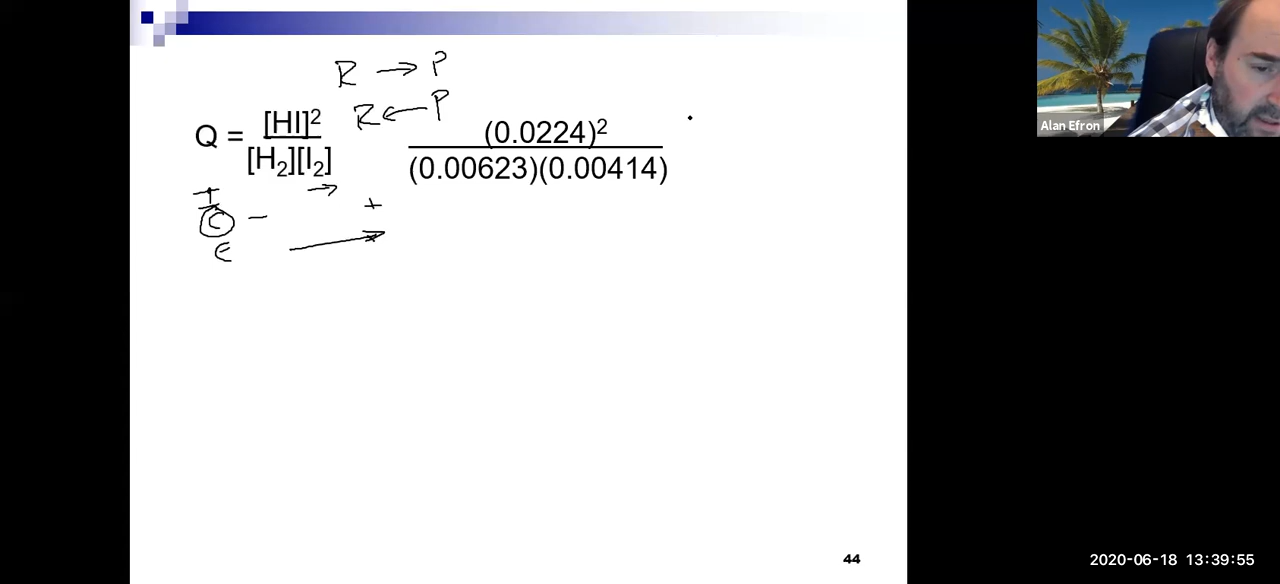 R → P
R ← P
Q = [HI]² / [H₂][I₂]
(0.0224)² / (0.00623)(0.00414)
→
+
I
C −
E
→
Alan Efron
44
2020-06-18 13:39:55